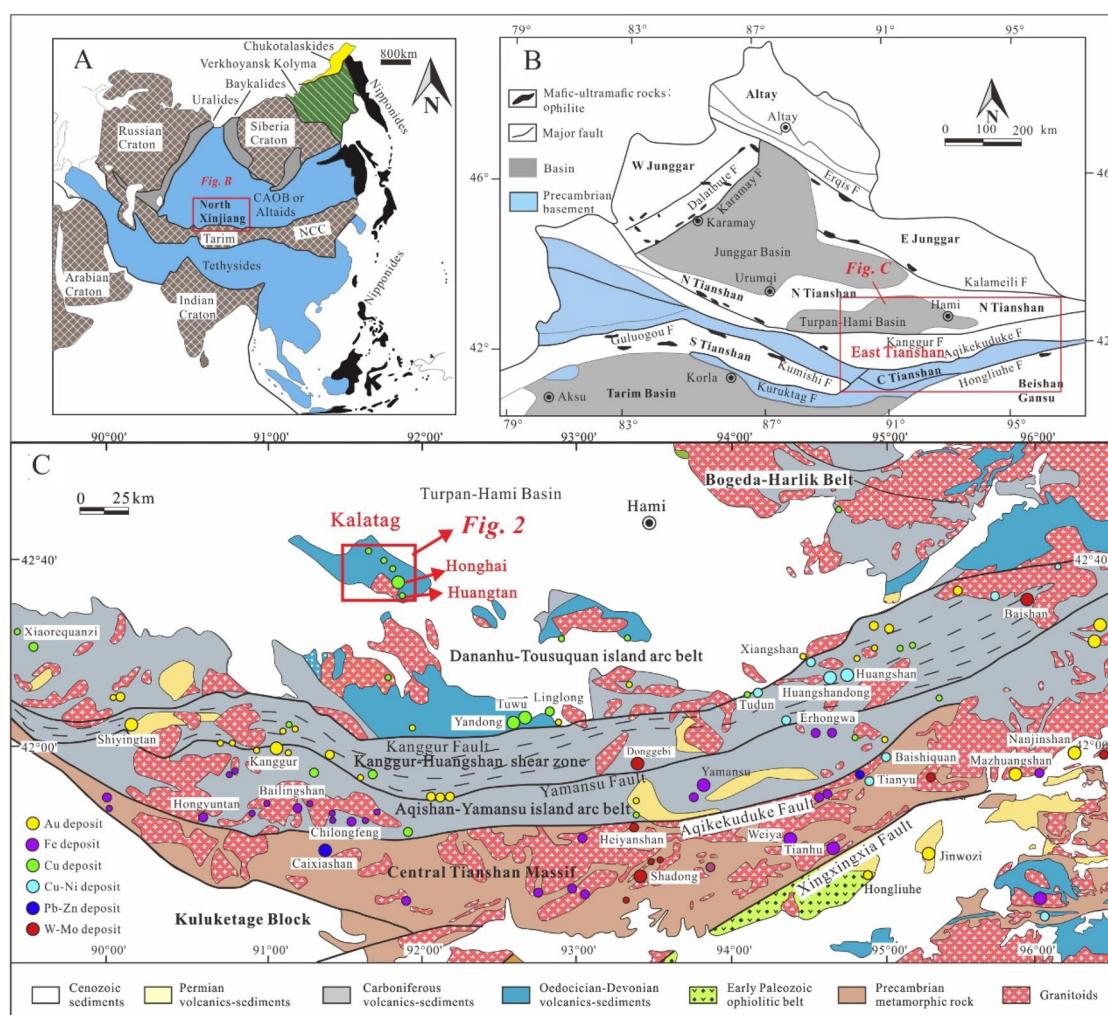 A
Chukotalaskides
Verkhoyansk Kolyma
Baykalides
Uralides
800km
N
Nipponides
Russian
Craton
Siberia
Craton
Fig. B
North
Xinjiang
CAOB or
Altaids
Tarim
NCC
Tethysides
Arabian
Craton
Indian
Craton
Nipponides
B
79°
83°
87°
91°
95°
Mafic-ultramafic rocks;
ophilite
Major fault
Basin
Precambrian
basement
Altay
Altay
N
0 100 200 km
W Junggar
46°
46°
Dalabute F
Karamay F
Erqis F
Karamay
E Junggar
Junggar Basin
Fig. C
Kalameili F
Urumqi
N Tianshan
N Tianshan
Hami
N Tianshan
Turpan-Hami Basin
42°
42°
Guluogou F
Kanggur F
Aqikekuduke F
S Tianshan
East Tianshan
Kumishi F
C Tianshan
Hongliuhe F
Korla
Kuruktag F
Beishan
Gansu
Aksu
Tarim Basin
79°
83°
87°
91°
95°
90°00'
91°00'
92°00'
93°00'
94°00'
95°00'
96°00'
C
0 25 km
Turpan-Hami Basin
Hami
Bogeda-Harlik Belt
Kalatag
Fig. 2
42°40'
42°40'
Honghai
Huangtan
Baishan
Xiaorequanzi
Dananhu-Tousuquan island arc belt
Xiangshan
Huangshan
Huangshandong
Tudun
Tuwu
Linglong
Yandong
Erhongwa
Shiyingtan
42°00'
42°00'
Kanggur Fault
Kanggur-Huangshan shear zone
Donggebi
Nanjinshan
Kanggur
Baishiquan
Mazhuangshan
Yamansu Fault
Yamansu
Tianyu
Bailingshan
Hongyuntan
Aqishan-Yamansu island arc belt
Aqikekuduke Fault
Chilongfeng
Heiyanshan
Weiya
Tianhu
Xingxingxia Fault
Caixiashan
Central Tianshan Massif
Shadong
Jinwozi
Hongliuhe
Kuluketage Block
Au deposit
Fe deposit
Cu deposit
Cu-Ni deposit
Pb-Zn deposit
W-Mo deposit
90°00'
91°00'
92°00'
93°00'
94°00'
95°00'
96°00'
Cenozoic
sediments
Permian
volcanics-sediments
Carboniferous
volcanics-sediments
Oedocician-Devonian
volcanics-sediments
Early Paleozoic
ophiolitic belt
Precambrian
metamorphic rock
Granitoids